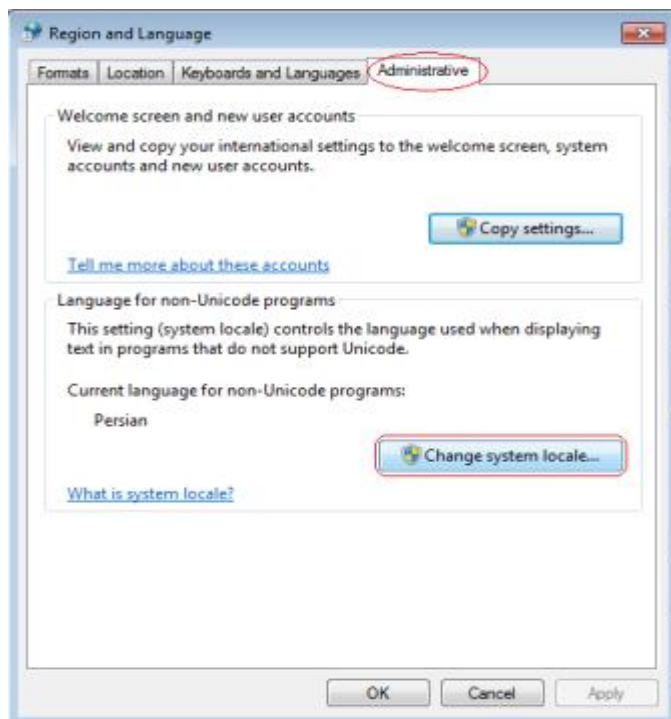 Region and Language
Formats Location Keyboards and Languages Administrative
Welcome screen and new user accounts
View and copy your international settings to the welcome screen, system
accounts and new user accounts.
Copy settings...
Tell me more about these accounts
Language for non-Unicode programs
This setting (system locale) controls the language used when displaying
text in programs that do not support Unicode.
Current language for non-Unicode programs:
Persian
Change system locale...
What is system locale?
OK Cancel Apply